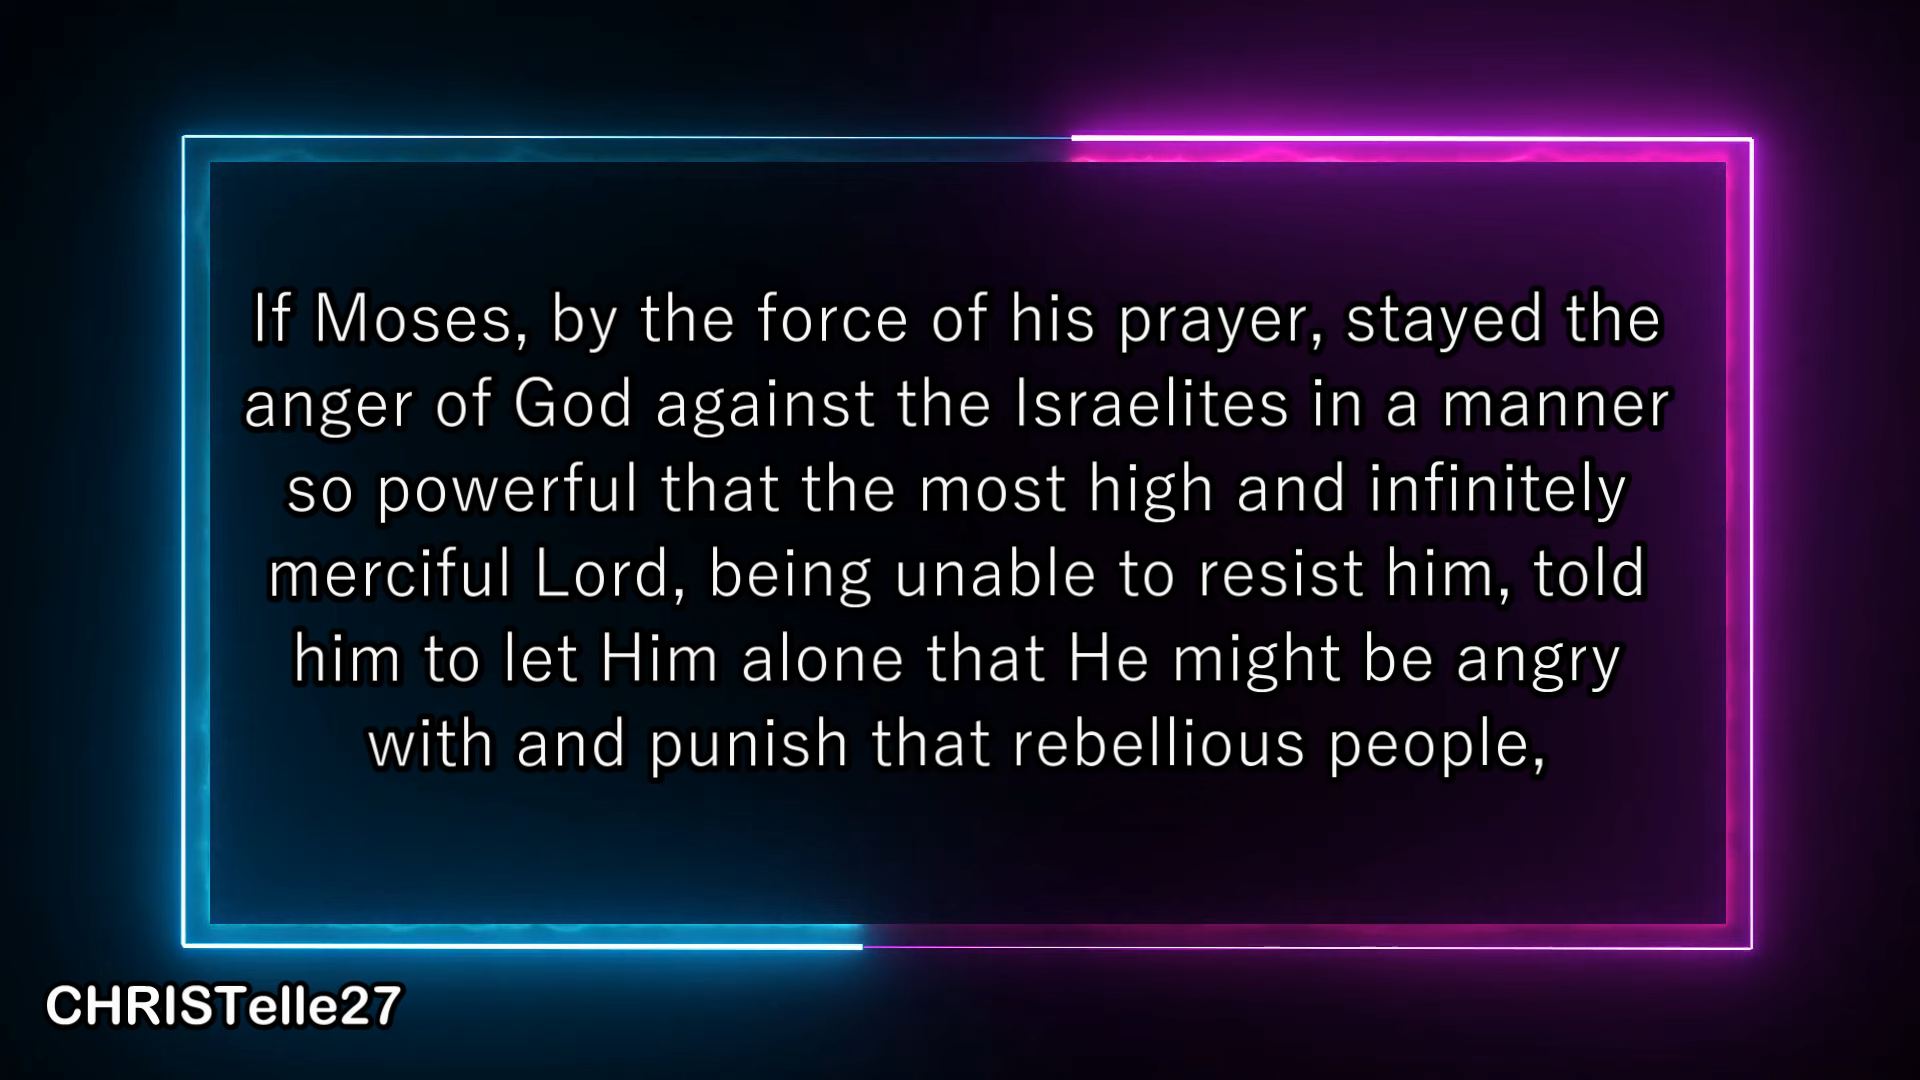 If Moses, by the force of his prayer, stayed the
anger of God against the Israelites in a manner
so powerful that the most high and infinitely
merciful Lord, being unable to resist him, told
him to let Him alone that He might be angry
with and punish that rebellious people,
CHRISTelle27